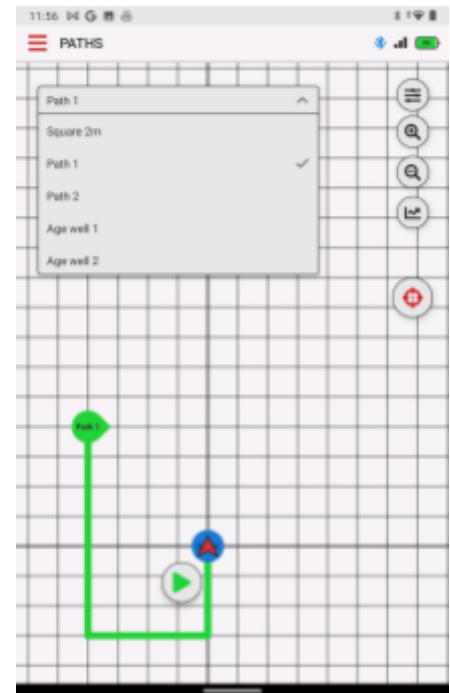 11:56
PATHS
Path 1
Square 2m
Path 1
Path 2
Age well 1
Age well 2
Path 1